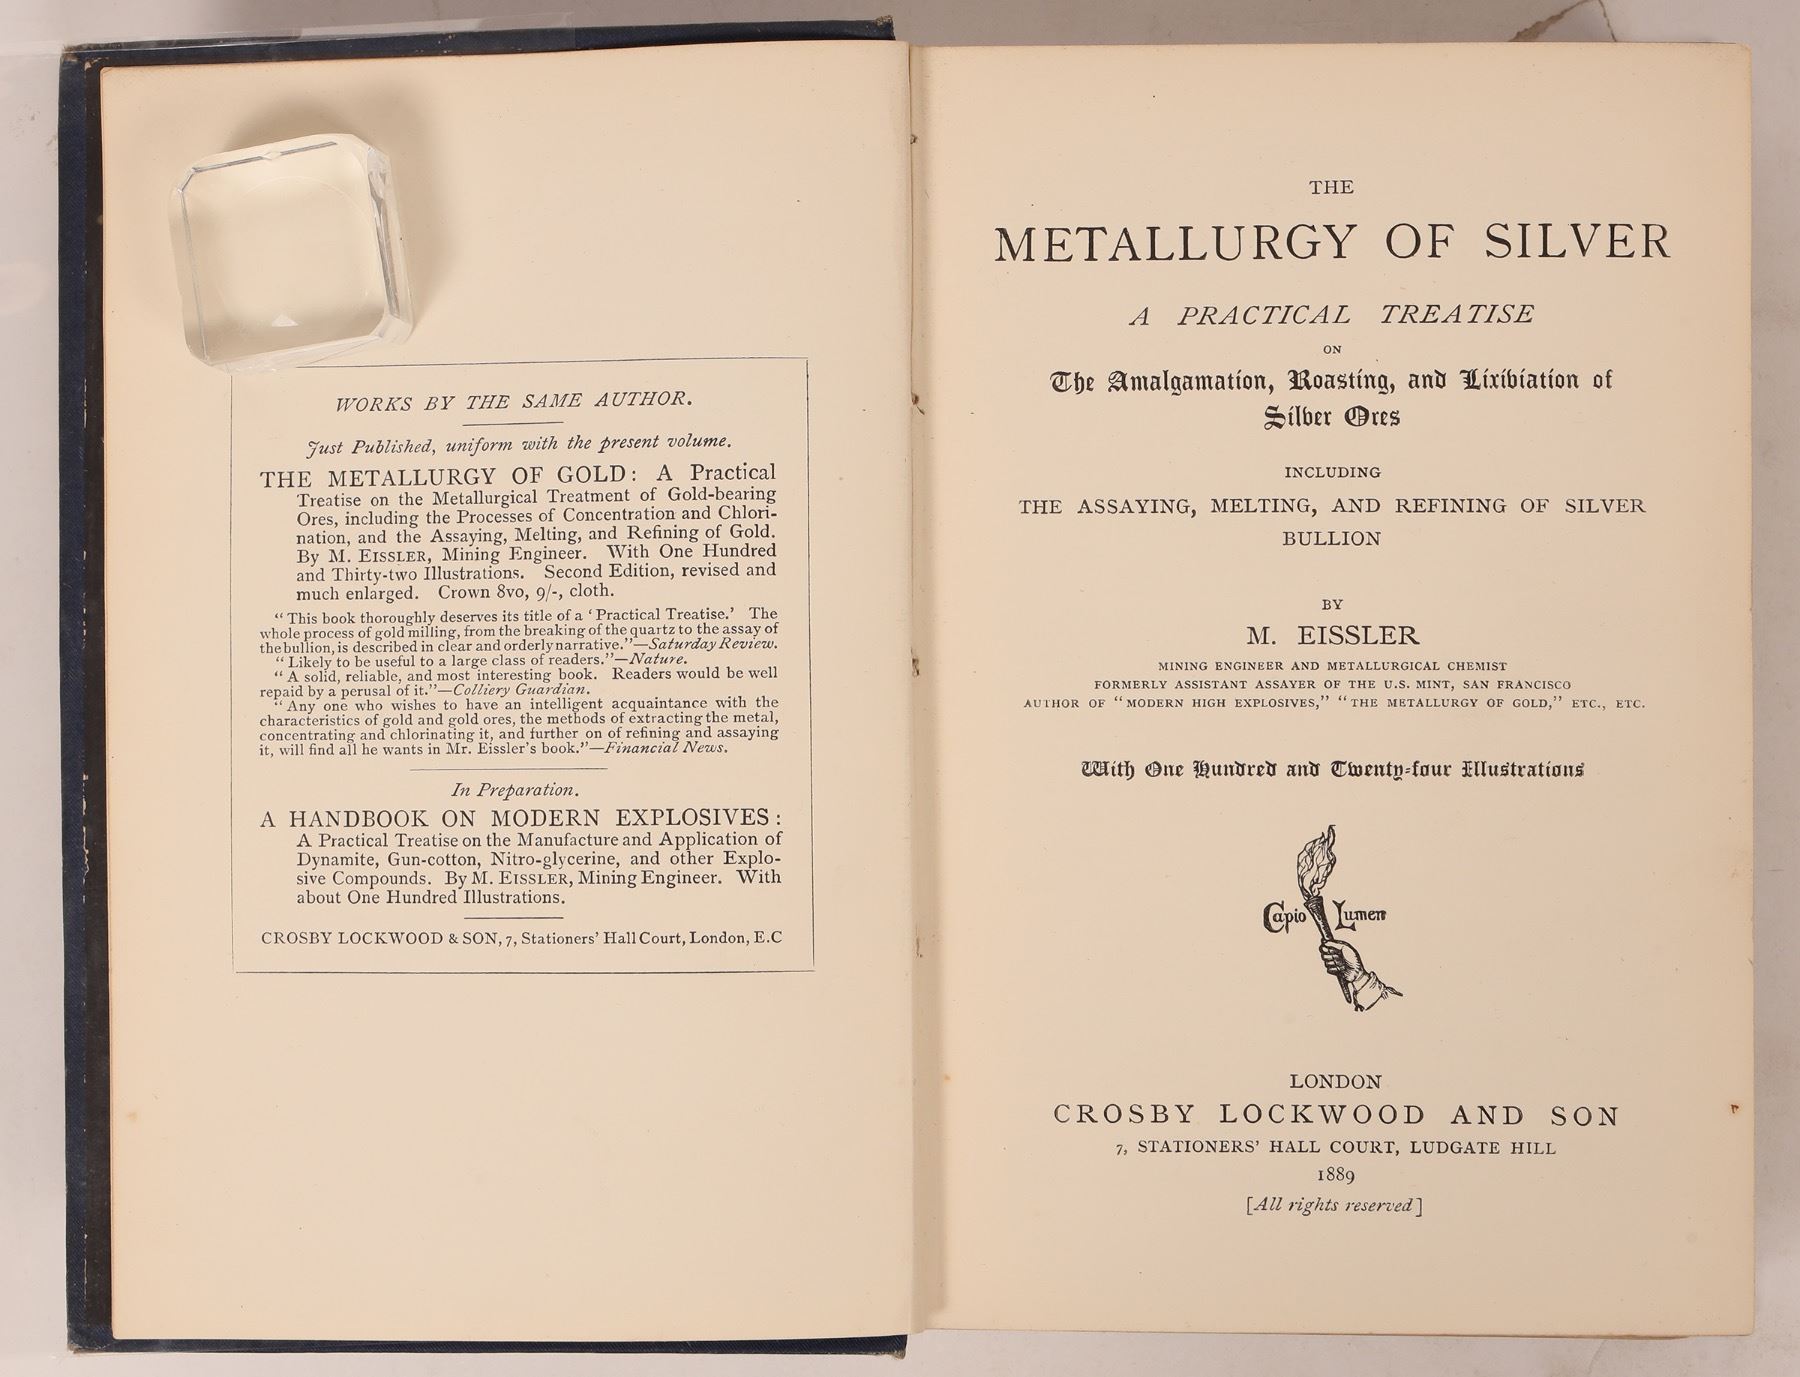 WORKS BY THE SAME AUTHOR.
Just Published, uniform with the present volume.
THE METALLURGY OF GOLD: A Practical
Treatise on the Metallurgical Treatment of Gold-bearing
Ores, including the Processes of Concentration and Chlori-
nation, and the Assaying, Melting, and Refining of Gold.
By M. EISSLER, Mining Engineer. With One Hundred
and Thirty-two Illustrations. Second Edition, revised and
much enlarged. Crown 8vo, 9/-, cloth.
“This book thoroughly deserves its title of a ‘Practical Treatise.’ The
whole process of gold milling, from the breaking of the quartz to the assay of
the bullion, is described in clear and orderly narrative.”—Saturday Review.
“Likely to be useful to a large class of readers.”—Nature.
“A solid, reliable, and most interesting book. Readers would be well
repaid by a perusal of it.”—Colliery Guardian.
“Any one who wishes to have an intelligent acquaintance with the
characteristics of gold and gold ores, the methods of extracting the metal,
concentrating and chlorinating it, and further on of refining and assaying
it, will find all he wants in Mr. Eissler’s book.”—Financial News.
In Preparation.
A HANDBOOK ON MODERN EXPLOSIVES:
A Practical Treatise on the Manufacture and Application of
Dynamite, Gun-cotton, Nitro-glycerine, and other Explo-
sive Compounds. By M. EISSLER, Mining Engineer. With
about One Hundred Illustrations.
CROSBY LOCKWOOD & SON, 7, Stationers’ Hall Court, London, E.C
THE
METALLURGY OF SILVER
A PRACTICAL TREATISE
ON
The Amalgamation, Roasting, and Lixiviation of
Silver Ores
INCLUDING
THE ASSAYING, MELTING, AND REFINING OF SILVER
BULLION
BY
M. EISSLER
MINING ENGINEER AND METALLURGICAL CHEMIST
FORMERLY ASSISTANT ASSAYER OF THE U.S. MINT, SAN FRANCISCO
AUTHOR OF “MODERN HIGH EXPLOSIVES,” “THE METALLURGY OF GOLD,” ETC., ETC.
With One Hundred and Twenty-four Illustrations
Capio Lumen
LONDON
CROSBY LOCKWOOD AND SON
7, STATIONERS’ HALL COURT, LUDGATE HILL
1889
[All rights reserved]